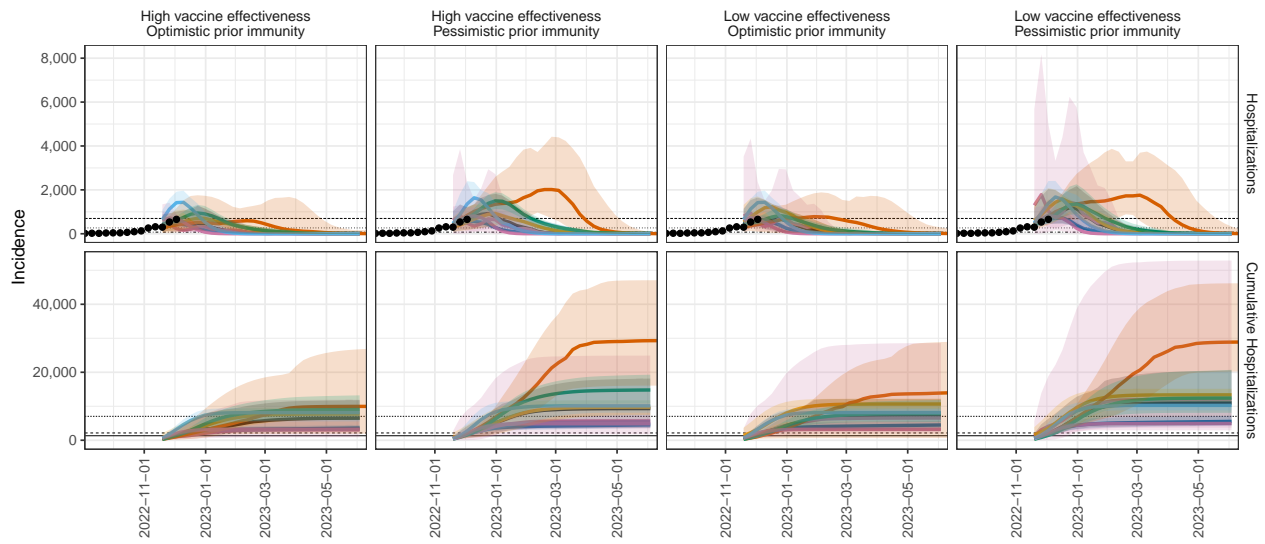 High vaccine effectiveness
Optimistic prior immunity
High vaccine effectiveness
Pessimistic prior immunity
Low vaccine effectiveness
Optimistic prior immunity
Low vaccine effectiveness
Pessimistic prior immunity
Incidence
8,000
6,000
4,000
2,000
0
Hospitalizations
40,000
20,000
0
Cumulative Hospitalizations
2022−11−01
2023−01−01
2023−03−01
2023−05−01
2022−11−01
2023−01−01
2023−03−01
2023−05−01
2022−11−01
2023−01−01
2023−03−01
2023−05−01
2022−11−01
2023−01−01
2023−03−01
2023−05−01